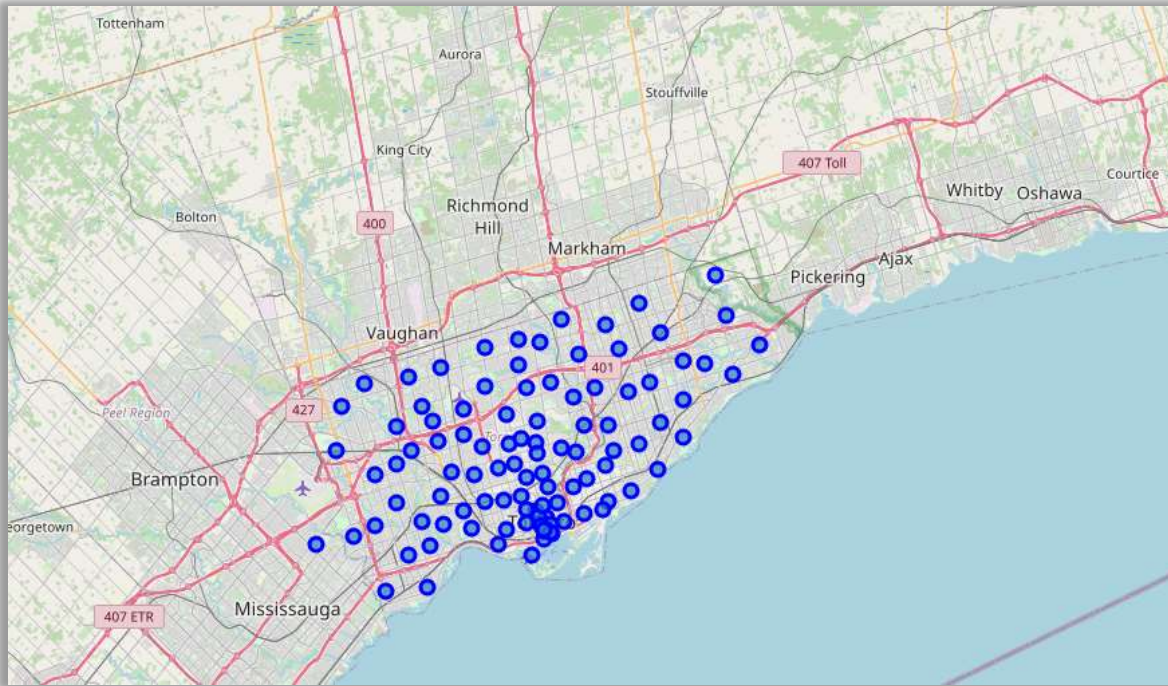 Tottenham
Aurora
Stouffville
King City
407 Toll
Courtice
Whitby
Oshawa
Bolton
400
Richmond
Hill
Markham
Ajax
Pickering
Vaughan
401
427
Peel Region
Brampton
eorgetown
Mississauga
407 ETR